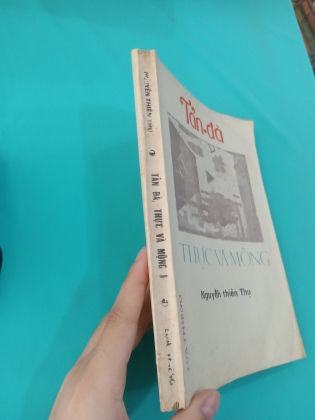 Tản-đà
THỰC VÀ MỘNG
Nguyễn thiên Thụ
NGUYỄN THIÊN THỤ
TẢN ĐÀ, THỰC VÀ MỘNG